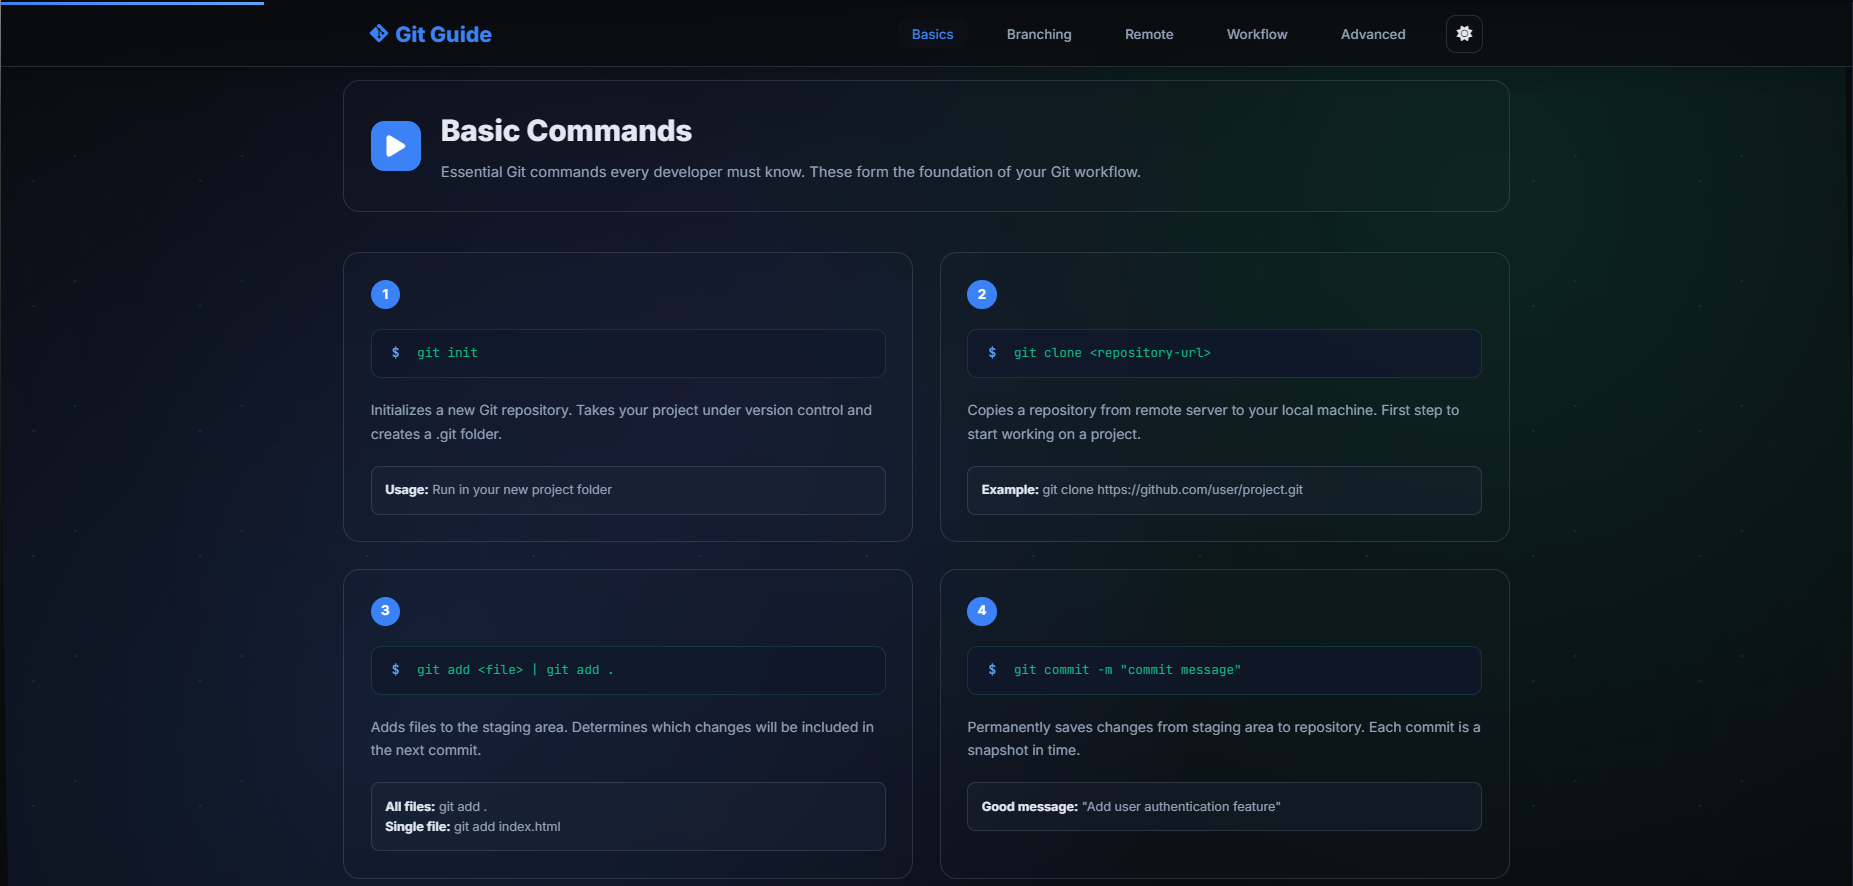 Git Guide
Basics
Branching
Remote
Workflow
Advanced
Basic Commands
Essential Git commands every developer must know. These form the foundation of your Git workflow.
1
$ git init
Initializes a new Git repository. Takes your project under version control and
creates a .git folder.
Usage: Run in your new project folder
2
$ git clone <repository-url>
Copies a repository from remote server to your local machine. First step to
start working on a project.
Example: git clone https://github.com/user/project.git
3
$ git add <file> | git add .
Adds files to the staging area. Determines which changes will be included in
the next commit.
All files: git add .
Single file: git add index.html
4
$ git commit -m "commit message"
Permanently saves changes from staging area to repository. Each commit is a
snapshot in time.
Good message: "Add user authentication feature"